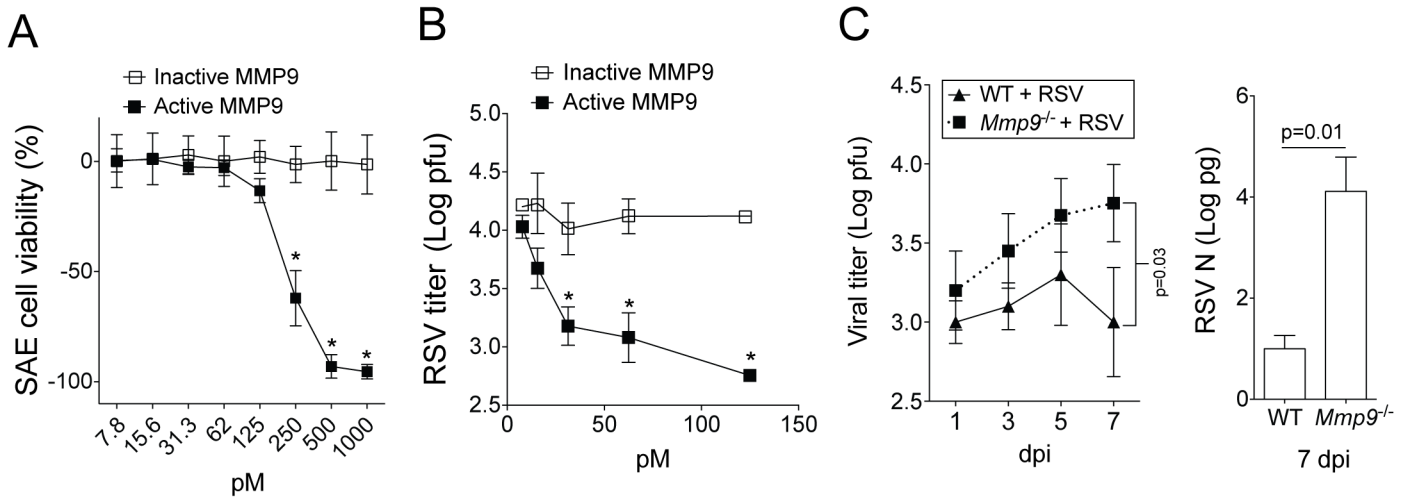 A
Inactive MMP9
Active MMP9
SAE cell viability (%)
0
-50
-100
*
*
*
7.8
15.6
31.3
62
125
250
500
1000
pM
B
Inactive MMP9
Active MMP9
RSV titer (Log pfu)
5.0
4.5
4.0
3.5
3.0
2.5
*
*
*
0
50
100
150
pM
C
WT + RSV
Mmp9-/- + RSV
Viral titer (Log pfu)
4.5
4.0
3.5
3.0
2.5
p=0.03
1
3
5
7
dpi
RSV N (Log pg)
6
4
2
0
p=0.01
WT
Mmp9-/-
7 dpi